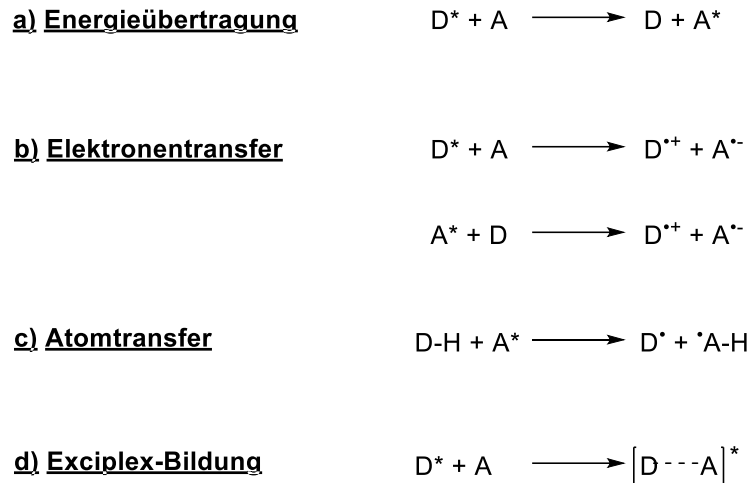 a) Energieübertragung D* + A ⟶ D + A*
b) Elektronentransfer D* + A ⟶ D•+ + A•-
A* + D ⟶ D•+ + A•-
c) Atomtransfer D-H + A* ⟶ D• + •A-H
d) Exciplex-Bildung D* + A ⟶ [D---A]*